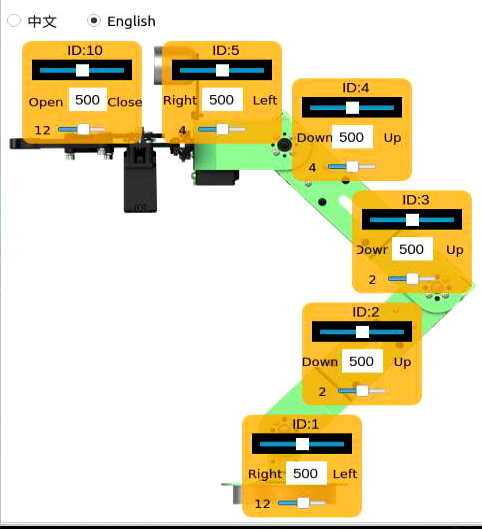 中文 English
ID:10
Open 500 Close
12
ID:5
Right 500 Left
4
ID:4
Down 500 Up
4
ID:3
Down 500 Up
2
ID:2
Down 500 Up
2
ID:1
Right 500 Left
12